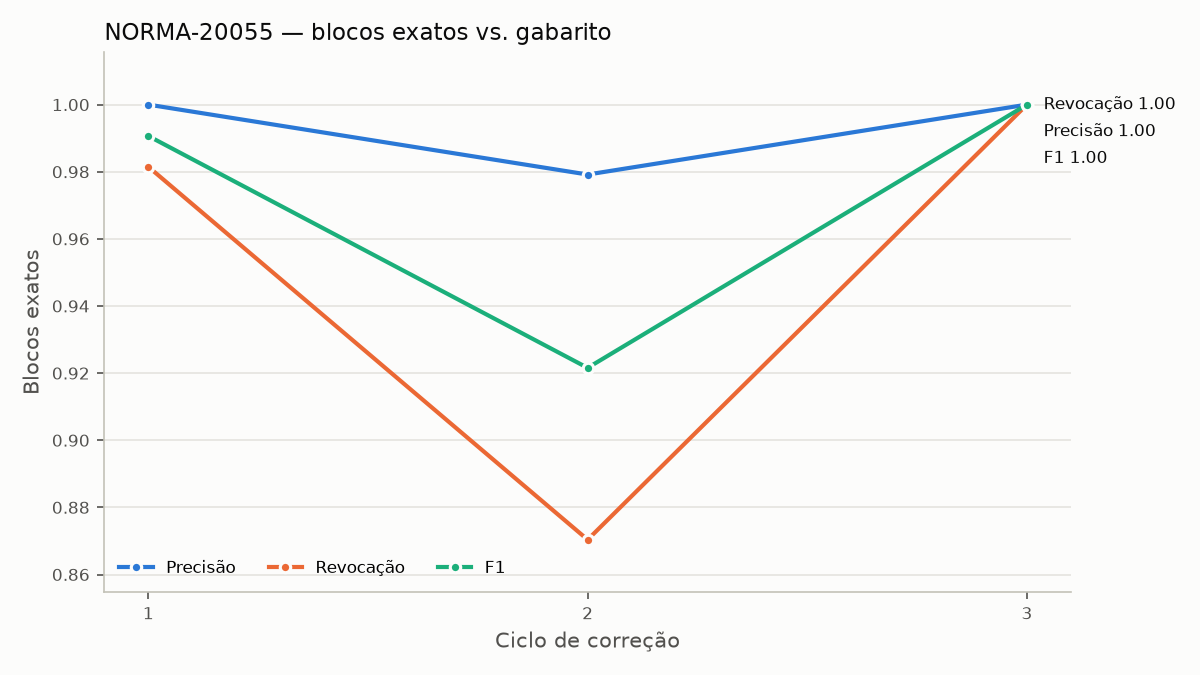 NORMA-20055 — blocos exatos vs. gabarito
Blocos exatos
1.00
0.98
0.96
0.94
0.92
0.90
0.88
0.86
Revocação 1.00
Precisão 1.00
F1 1.00
Precisão
Revocação
F1
1
2
3
Ciclo de correção